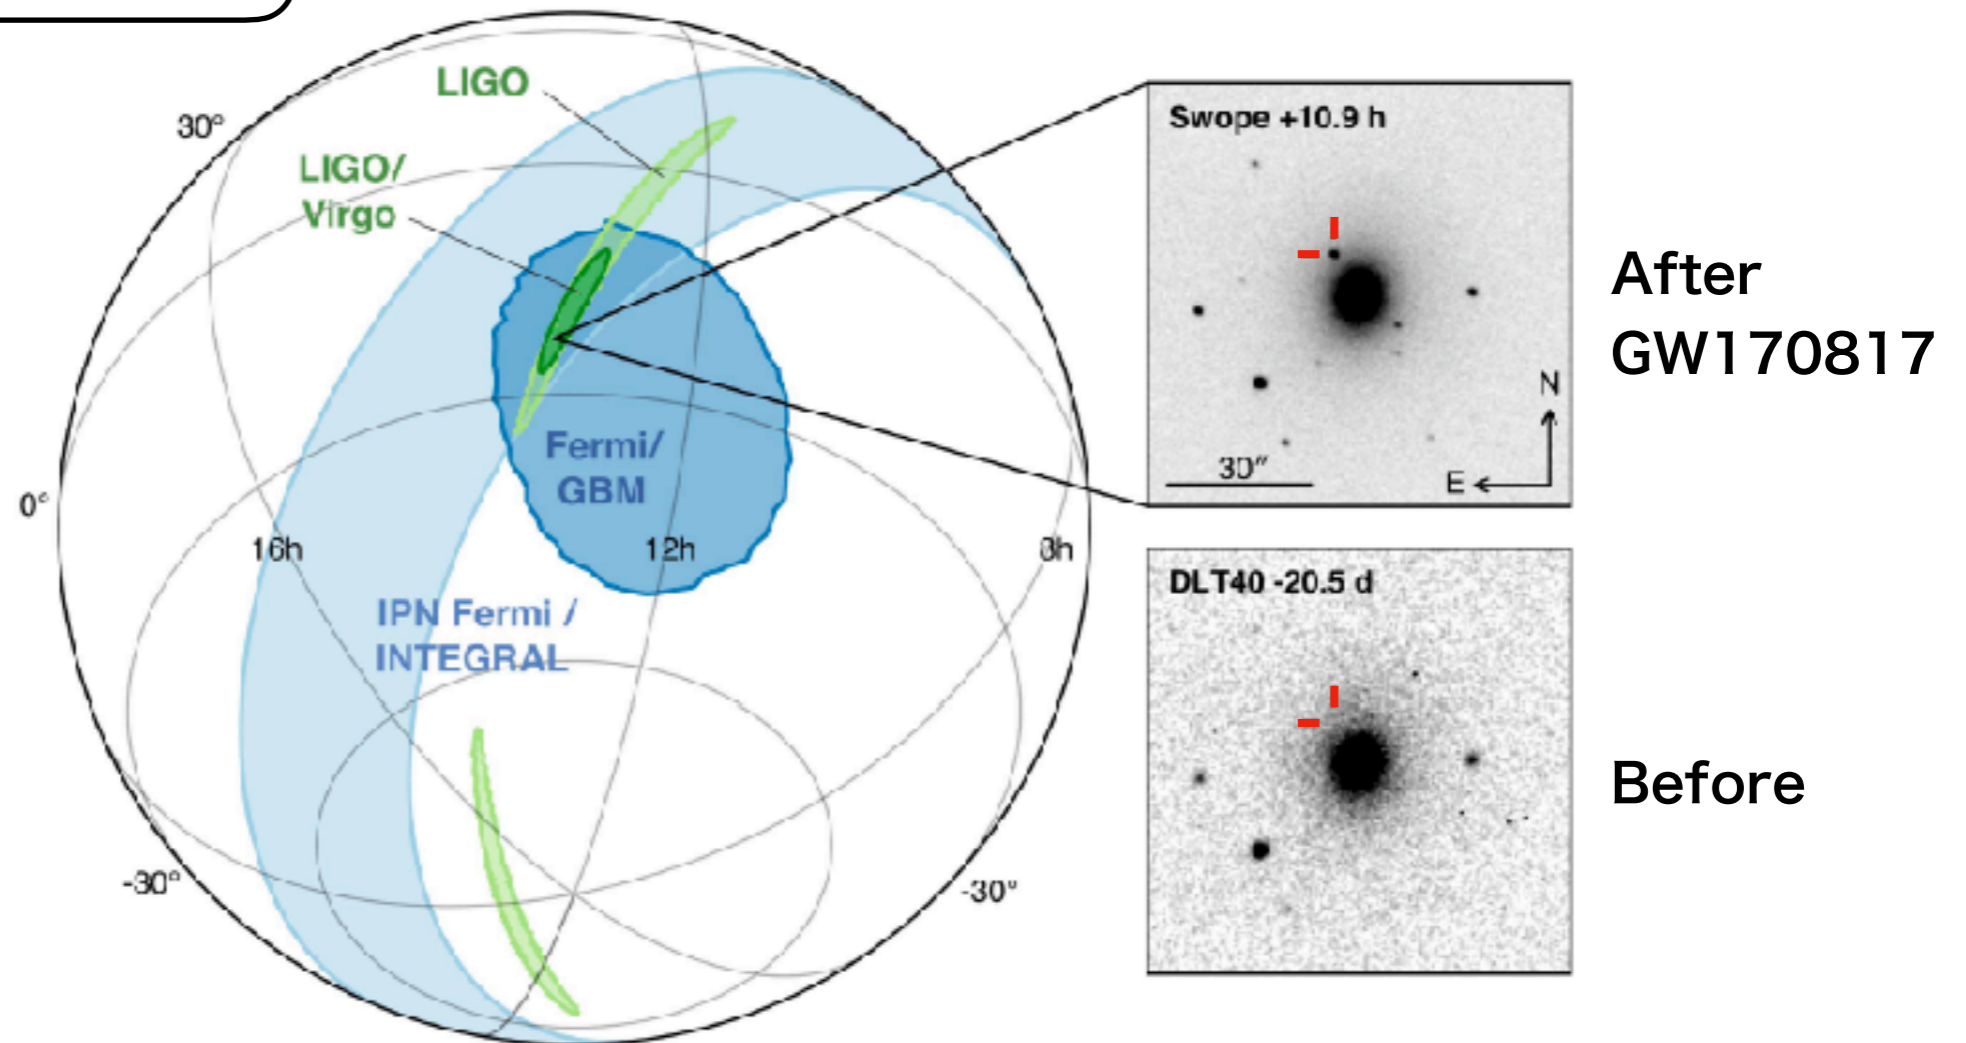 LIGO
30°
LIGO/
Virgo
Fermi/
GBM
0°
16h
12h
8h
IPN Fermi /
INTEGRAL
-30°
-30°
Swope +10.9 h
30"
N
E
After
GW170817
DLT40 -20.5 d
Before